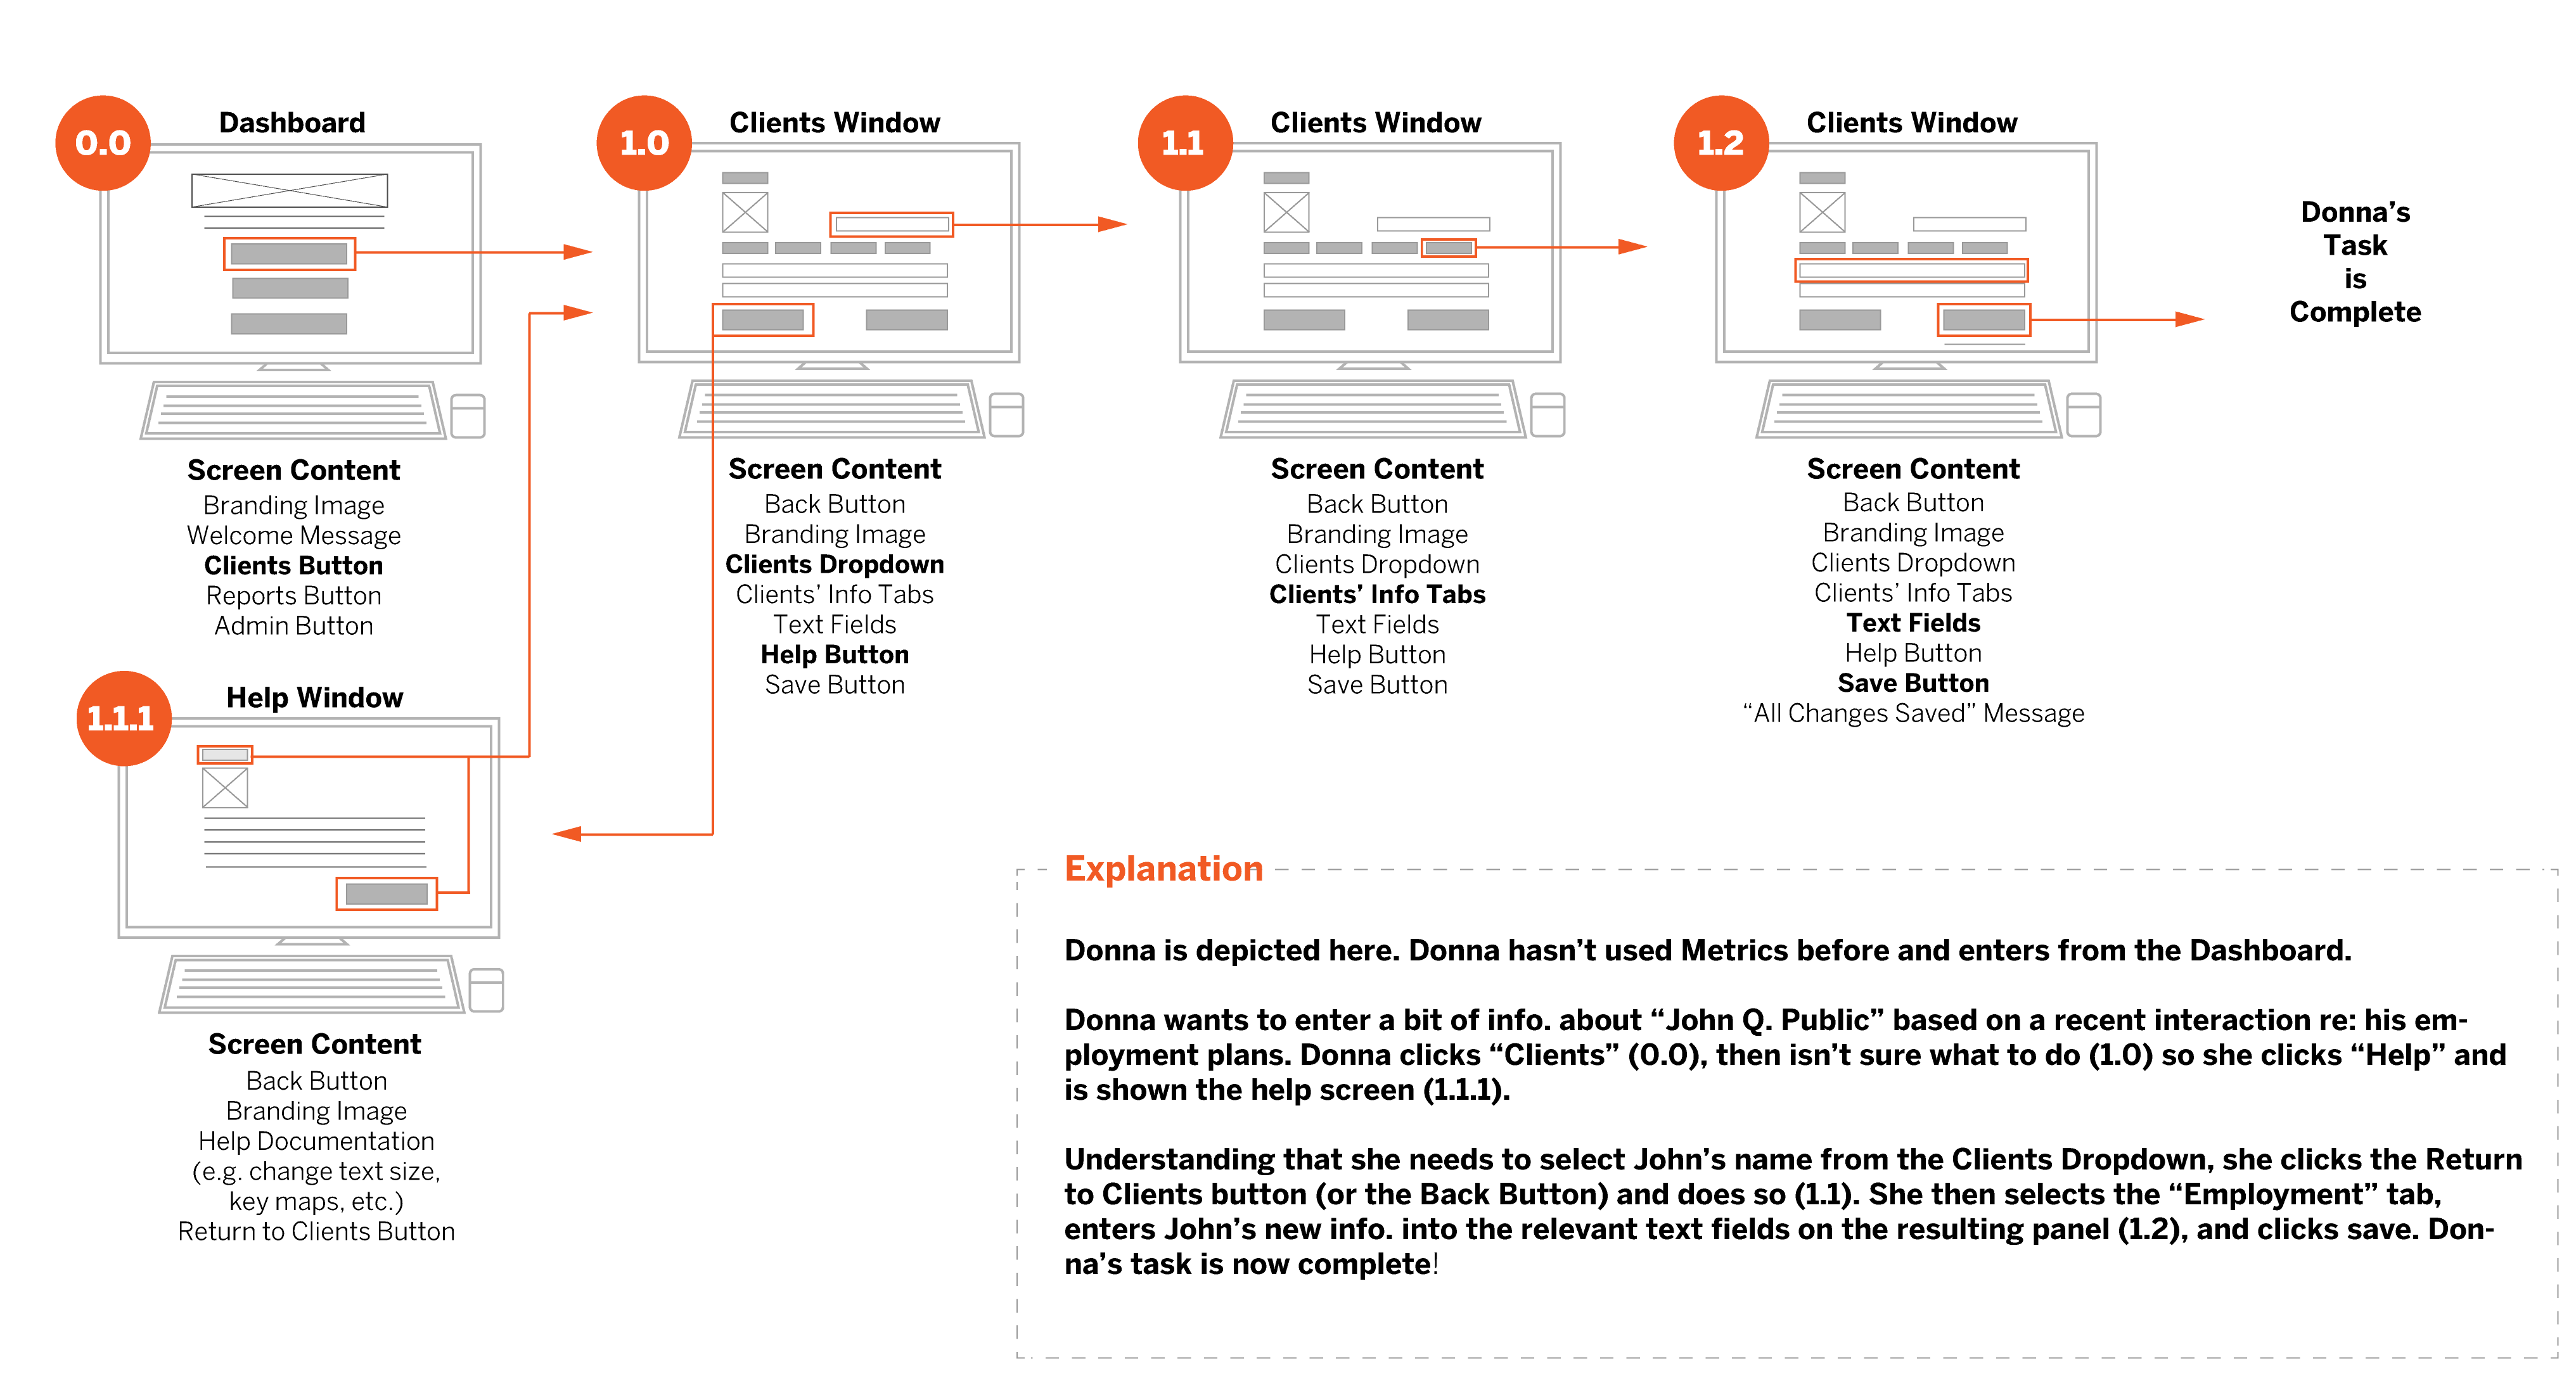 0.0
Dashboard
Screen Content
Branding Image
Welcome Message
Clients Button
Reports Button
Admin Button
1.0
Clients Window
Screen Content
Back Button
Branding Image
Clients Dropdown
Clients’ Info Tabs
Text Fields
Help Button
Save Button
1.1
Clients Window
Screen Content
Back Button
Branding Image
Clients Dropdown
Clients’ Info Tabs
Text Fields
Help Button
Save Button
1.2
Clients Window
Screen Content
Back Button
Branding Image
Clients Dropdown
Clients’ Info Tabs
Text Fields
Help Button
Save Button
“All Changes Saved” Message
Donna’s
Task
is
Complete
1.1.1
Help Window
Screen Content
Back Button
Branding Image
Help Documentation
(e.g. change text size,
key maps, etc.)
Return to Clients Button
Explanation
Donna is depicted here. Donna hasn’t used Metrics before and enters from the Dashboard.
Donna wants to enter a bit of info. about “John Q. Public” based on a recent interaction re: his em-
ployment plans. Donna clicks “Clients” (0.0), then isn’t sure what to do (1.0) so she clicks “Help” and
is shown the help screen (1.1.1).
Understanding that she needs to select John’s name from the Clients Dropdown, she clicks the Return
to Clients button (or the Back Button) and does so (1.1). She then selects the “Employment” tab,
enters John’s new info. into the relevant text fields on the resulting panel (1.2), and clicks save. Don-
na’s task is now complete!